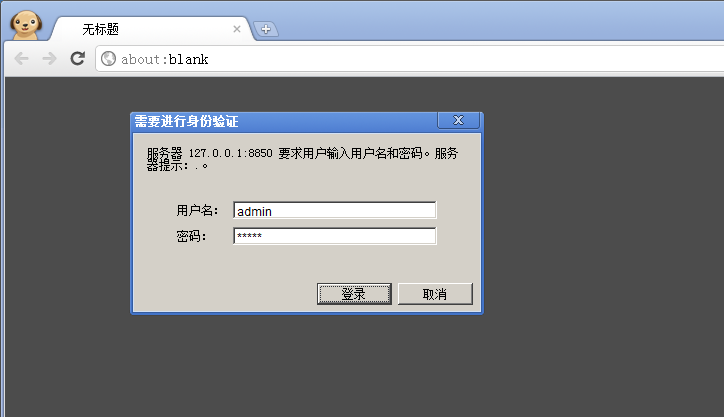 无标题
about:blank
需要进行身份验证
服务器 127.0.0.1:8850 要求用户输入用户名和密码。服务
器提示：.。
用户名： admin
密码： *****
登录 取消